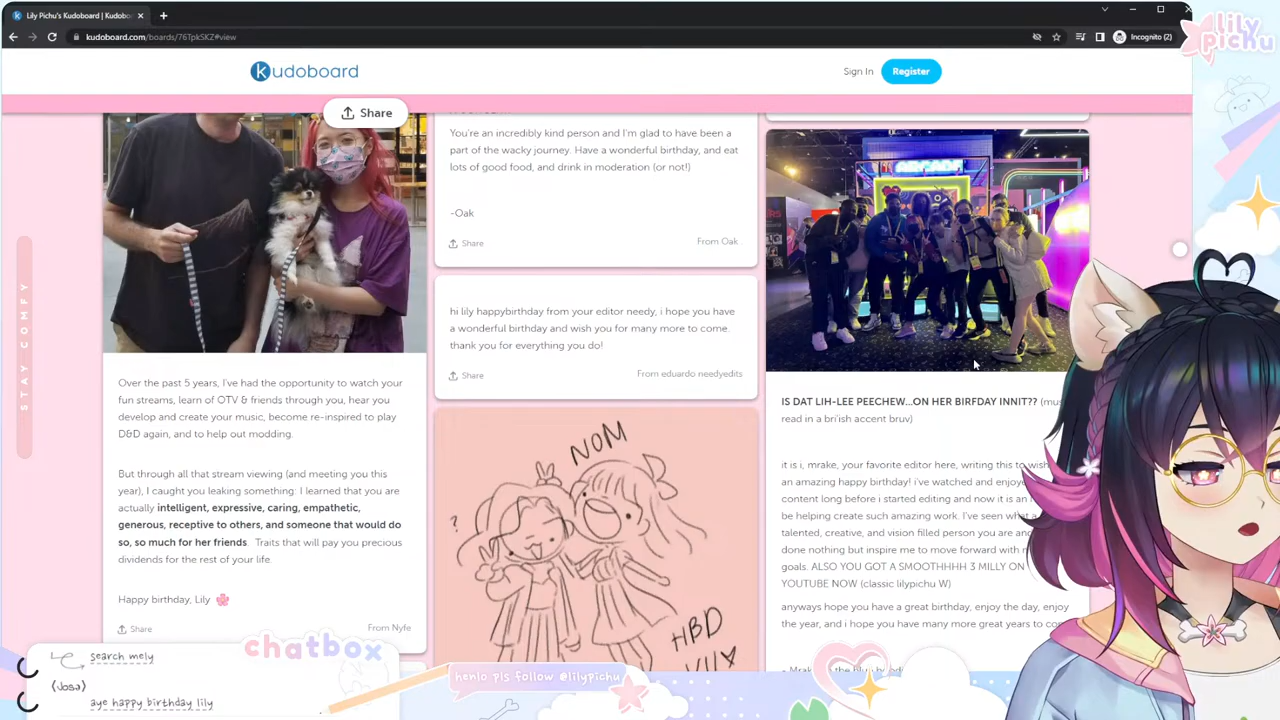 Lily Pichu's Kudoboard | Kudobo
kudoboard.com/boards/76TpkSKZ#view
Incognito (2)
lily
pichu
kudoboard
Sign In
Register
Share
STAY COMFY
Over the past 5 years, I've had the opportunity to watch your
fun streams, learn of OTV & friends through you, hear you
develop and create your music, become re-inspired to play
D&D again, and to help out modding.
But through all that stream viewing (and meeting you this
year), I caught you leaking something: I learned that you are
actually intelligent, expressive, caring, empathetic,
generous, receptive to others, and someone that would do
so, so much for her friends. Traits that will pay you precious
dividends for the rest of your life.
Happy birthday, Lily
Share
From Nyfe
You're an incredibly kind person and I'm glad to have been a
part of the wacky journey. Have a wonderful birthday, and eat
lots of good food, and drink in moderation (or not!)
-Oak
Share
From Oak
hi lily happybirthday from your editor needy, i hope you have
a wonderful birthday and wish you for many more to come.
thank you for everything you do!
Share
From eduardo needyedits
NOM
?
HBD
LILY
IS DAT LIH-LEE PEECHEW...ON HER BIRFDAY INNIT?? (mus
read in a bri'ish accent bruv)
it is i, mrake, your favorite editor here, writing this to wish
an amazing happy birthday! i've watched and enjoye
content long before i started editing and now it is an
be helping create such amazing work. I've seen what a
talented, creative, and vision filled person you are and
done nothing but inspire me to move forward with
goals. ALSO YOU GOT A SMOOTHHHH 3 MILLY ON
YOUTUBE NOW (classic lilypichu W)
anyways hope you have a great birthday, enjoy the day, enjoy
the year, and i hope you have many more great years to co
chatbox
search mely
(Josa)
aye happy birthday lily
henlo pls follow @lilypichu